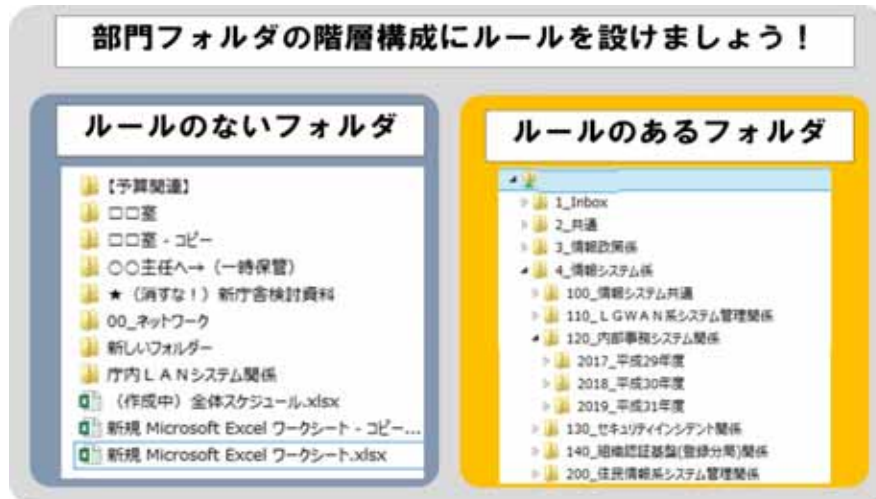 部門フォルダの階層構成にルールを設けましょう！
ルールのないフォルダ
【予算関連】
□□室
□□室 - コピー
〇〇主任へ→（一時保管）
★（消すな！）新庁舎検討資料
00_ネットワーク
新しいフォルダー
庁内ＬＡＮシステム関係
（作成中）全体スケジュール.xlsx
新規 Microsoft Excel ワークシート - コピー...
新規 Microsoft Excel ワークシート.xlsx
ルールのあるフォルダ
1_Inbox
2_共通
3_情報政策係
4_情報システム係
100_情報システム共通
110_ＬＧＷＡＮ系システム管理関係
120_内部事務システム関係
2017_平成29年度
2018_平成30年度
2019_平成31年度
130_セキュリティインシデント関係
140_組織認証基盤(登録分局)関係
200_住民情報系システム管理関係